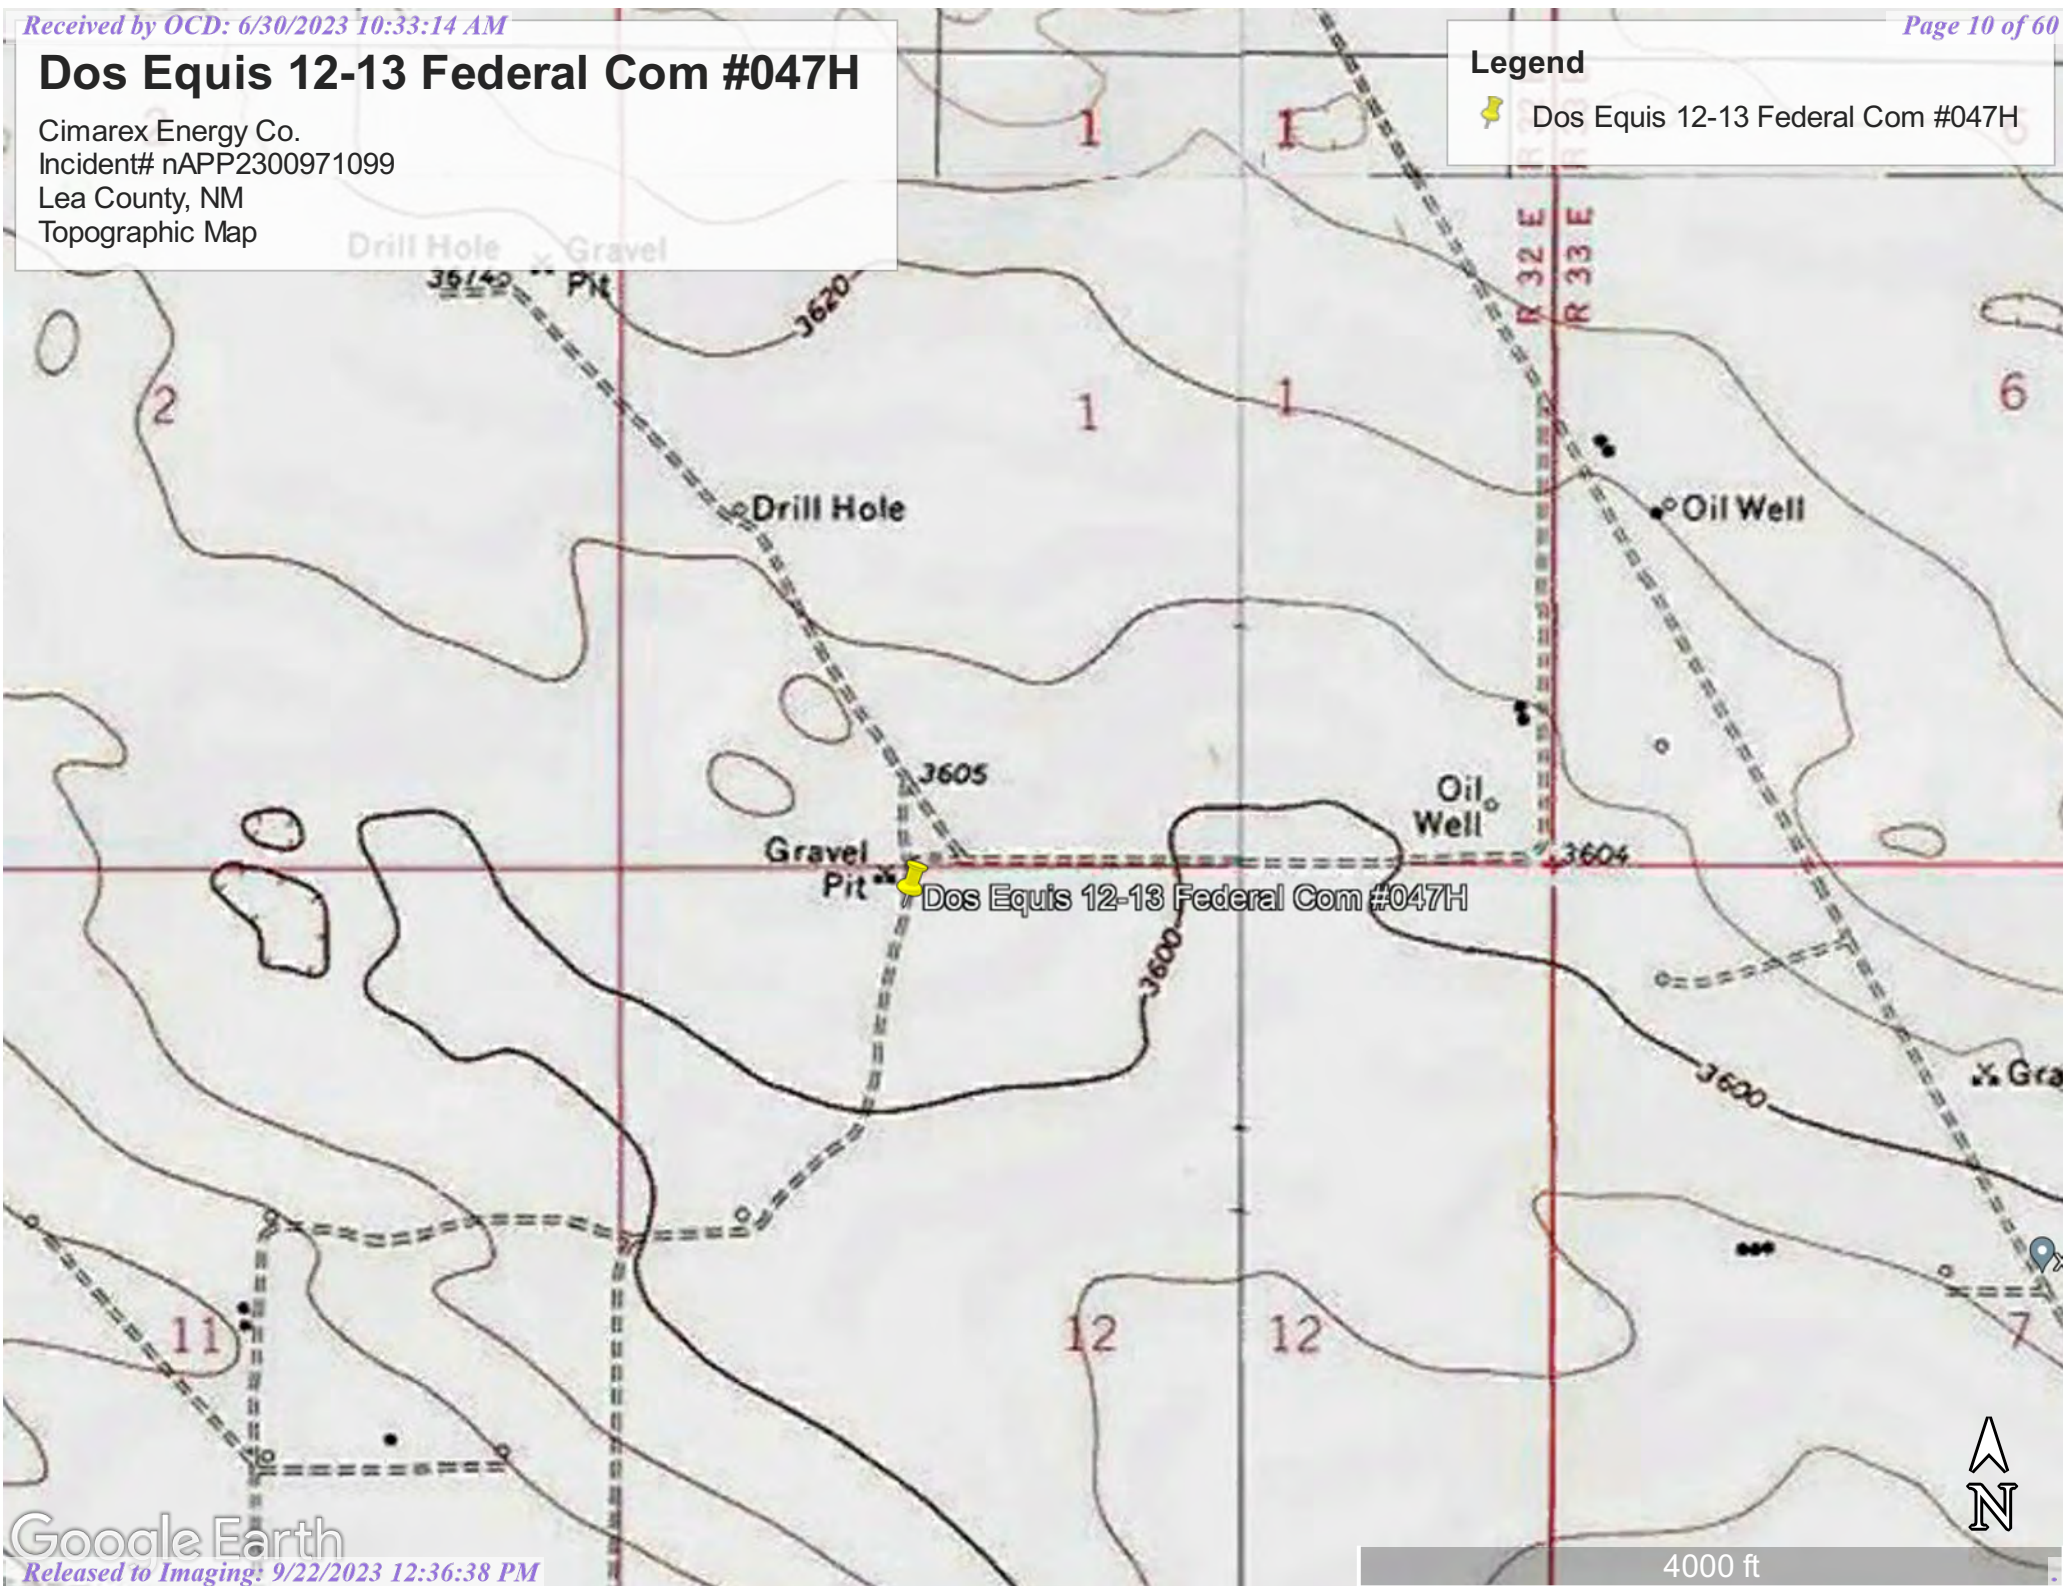 Received by OCD: 6/30/2023 10:33:14 AM
Page 10 of 60
Dos Equis 12-13 Federal Com #047H
Cimarex Energy Co.
Incident# nAPP2300971099
Lea County, NM
Topographic Map
Legend
Dos Equis 12-13 Federal Com #047H
1
1
R 32 E
R 33 E
Drill Hole
Gravel
Pit
3614
3620
2
1
1
6
Drill Hole
Oil Well
3605
Oil
Well
Gravel
Pit
3604
Dos Equis 12-13 Federal Com #047H
3600
3600
Gra
11
12
12
7
N
Google Earth
4000 ft
Released to Imaging: 9/22/2023 12:36:38 PM